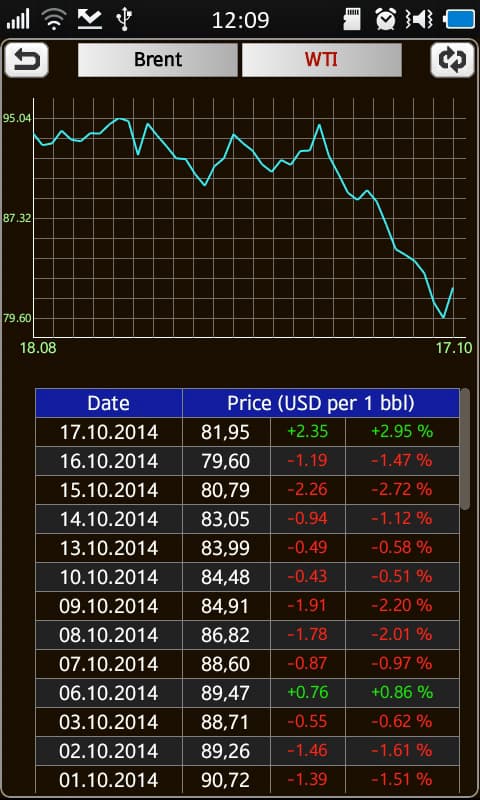 12:09
Brent WTI
95.04
87.32
79.60
18.08 17.10
Date Price (USD per 1 bbl)
17.10.2014 81,95 +2.35 +2.95 %
16.10.2014 79,60 -1.19 -1.47 %
15.10.2014 80,79 -2.26 -2.72 %
14.10.2014 83,05 -0.94 -1.12 %
13.10.2014 83,99 -0.49 -0.58 %
10.10.2014 84,48 -0.43 -0.51 %
09.10.2014 84,91 -1.91 -2.20 %
08.10.2014 86,82 -1.78 -2.01 %
07.10.2014 88,60 -0.87 -0.97 %
06.10.2014 89,47 +0.76 +0.86 %
03.10.2014 88,71 -0.55 -0.62 %
02.10.2014 89,26 -1.46 -1.61 %
01.10.2014 90,72 -1.39 -1.51 %